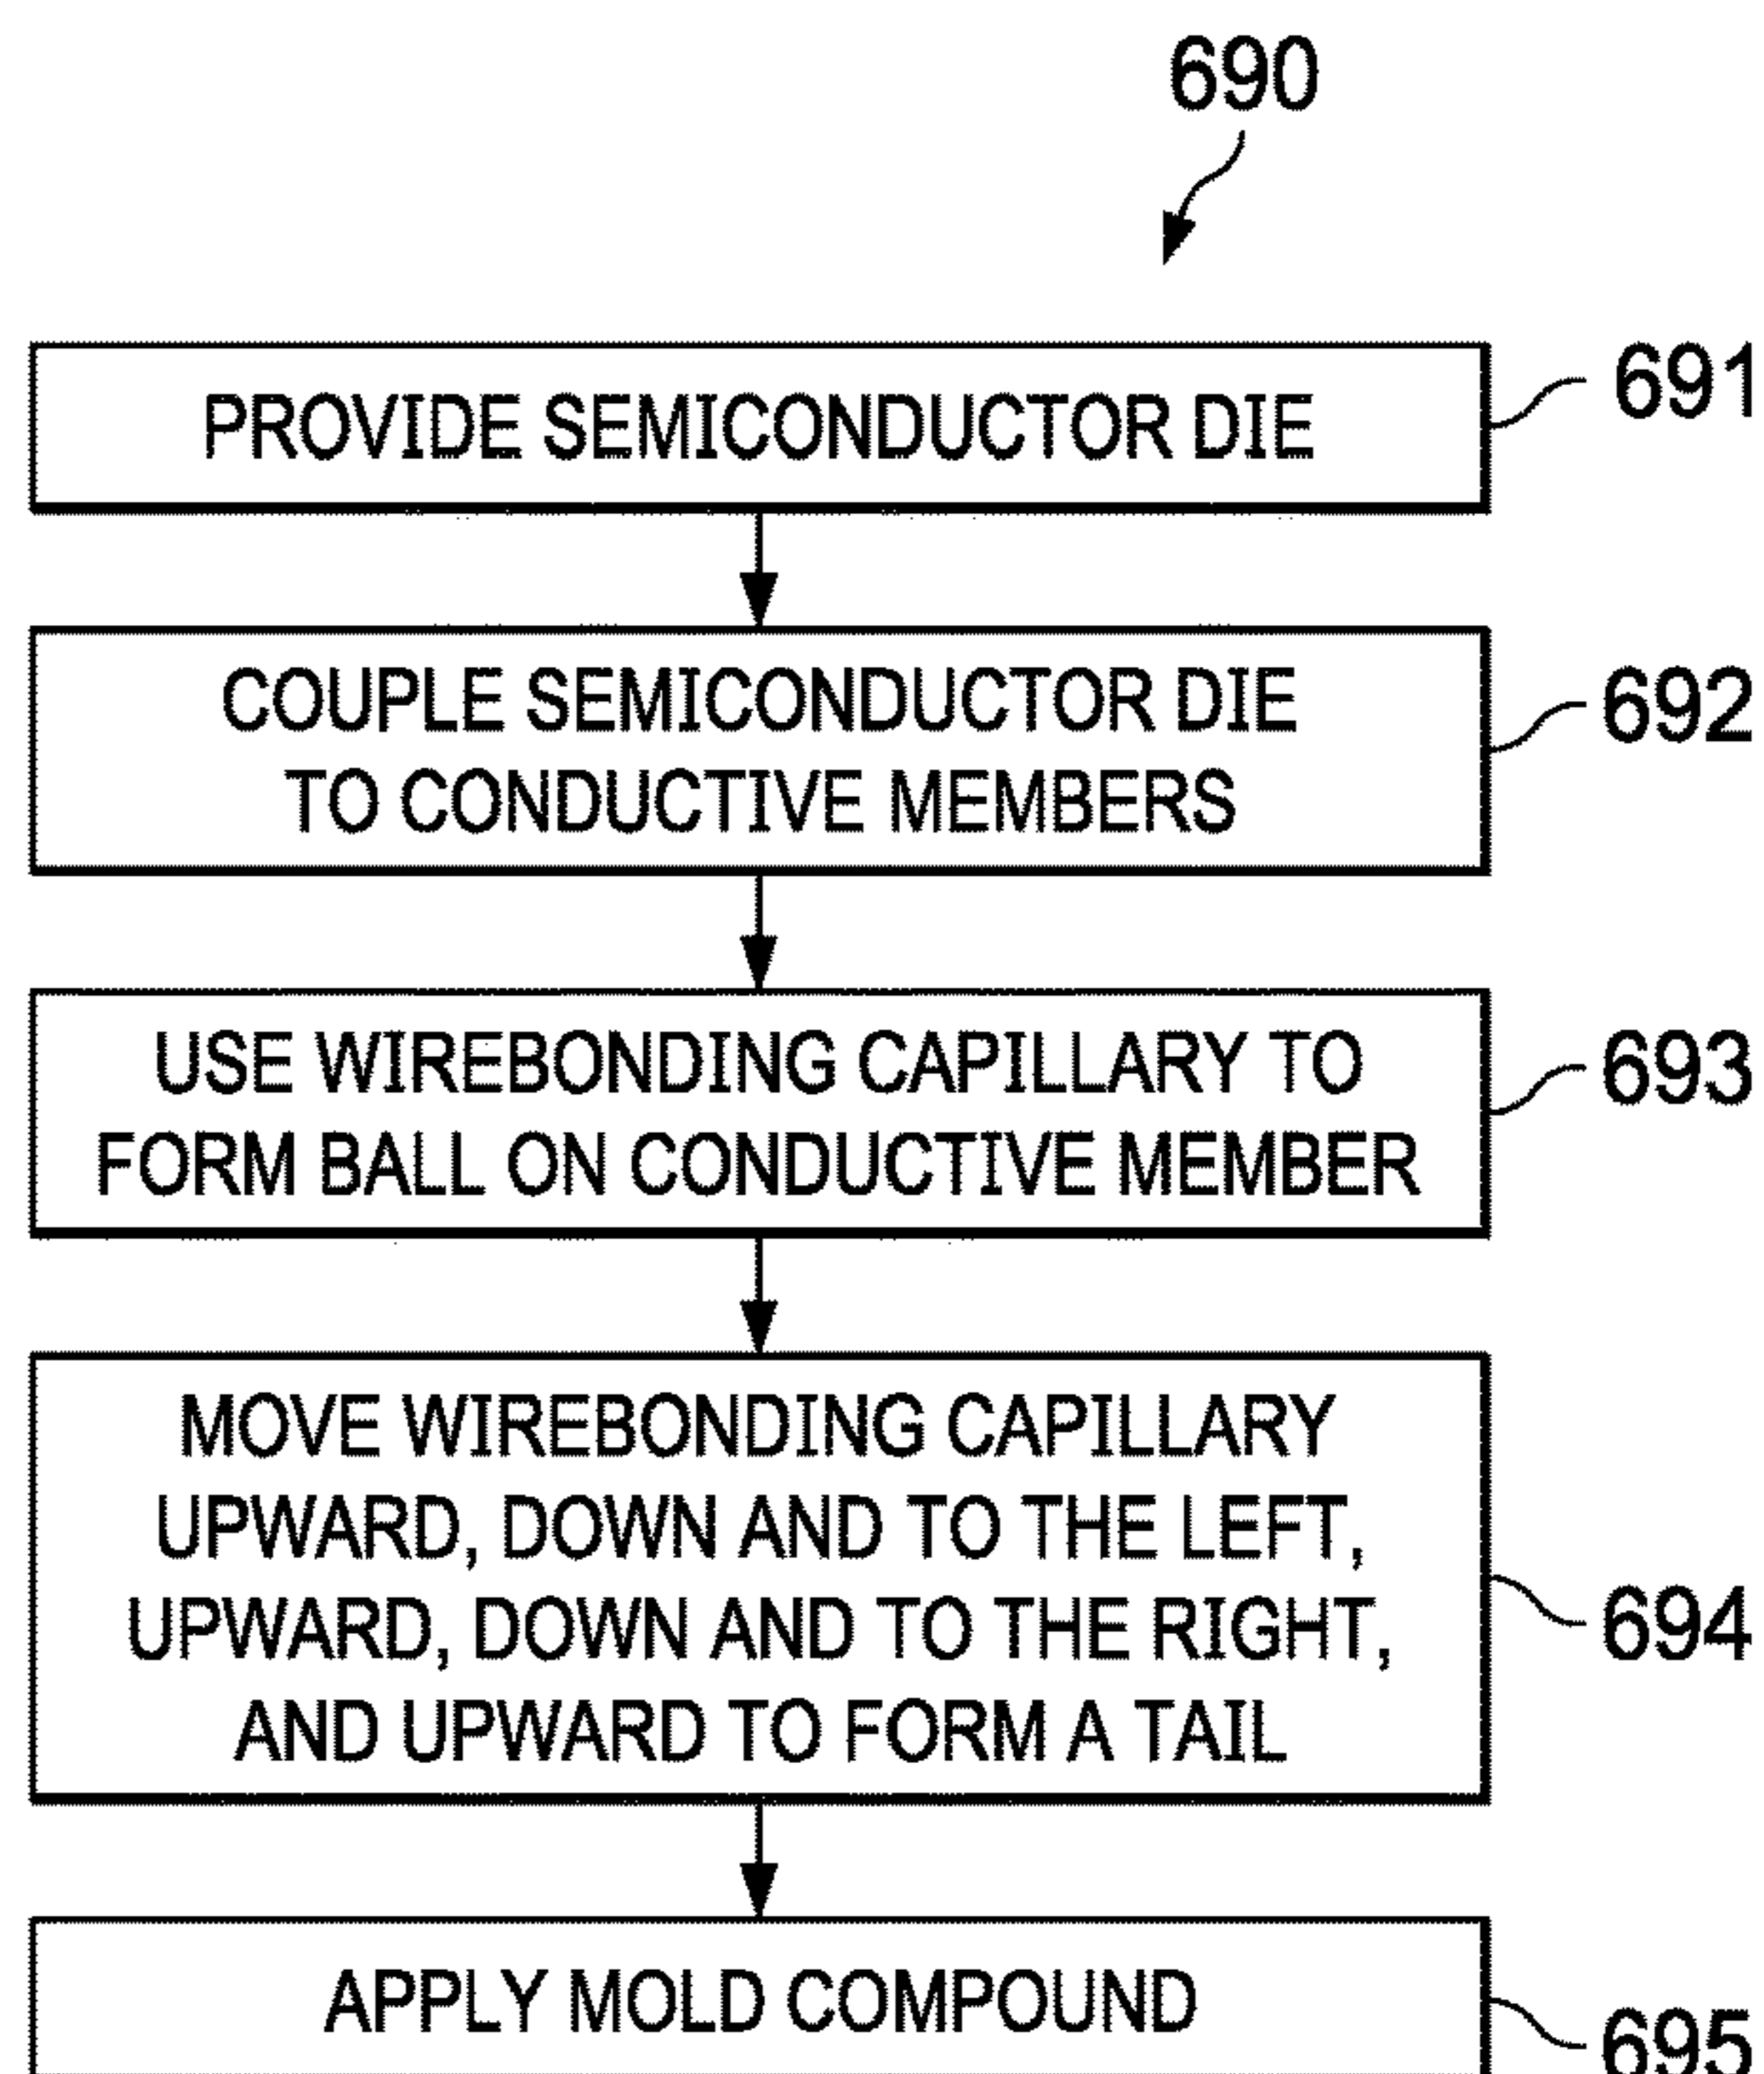 690
PROVIDE SEMICONDUCTOR DIE
691
COUPLE SEMICONDUCTOR DIE
TO CONDUCTIVE MEMBERS
692
USE WIREBONDING CAPILLARY TO
FORM BALL ON CONDUCTIVE MEMBER
693
MOVE WIREBONDING CAPILLARY
UPWARD, DOWN AND TO THE LEFT,
UPWARD, DOWN AND TO THE RIGHT,
AND UPWARD TO FORM A TAIL
694
APPLY MOLD COMPOUND
695